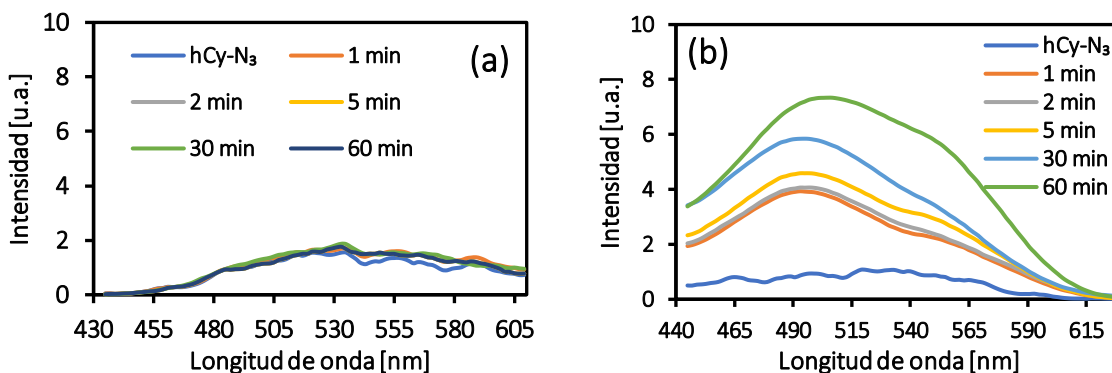 10
8
6
4
2
0
Intensidad [u.a.]
hCy-N₃
1 min
2 min
5 min
30 min
60 min
(a)
430 455 480 505 530 555 580 605
Longitud de onda [nm]
10
8
6
4
2
0
Intensidad [u.a.]
(b)
hCy-N₃
1 min
2 min
5 min
30 min
60 min
440 465 490 515 540 565 590 615
Longitud de onda [nm]